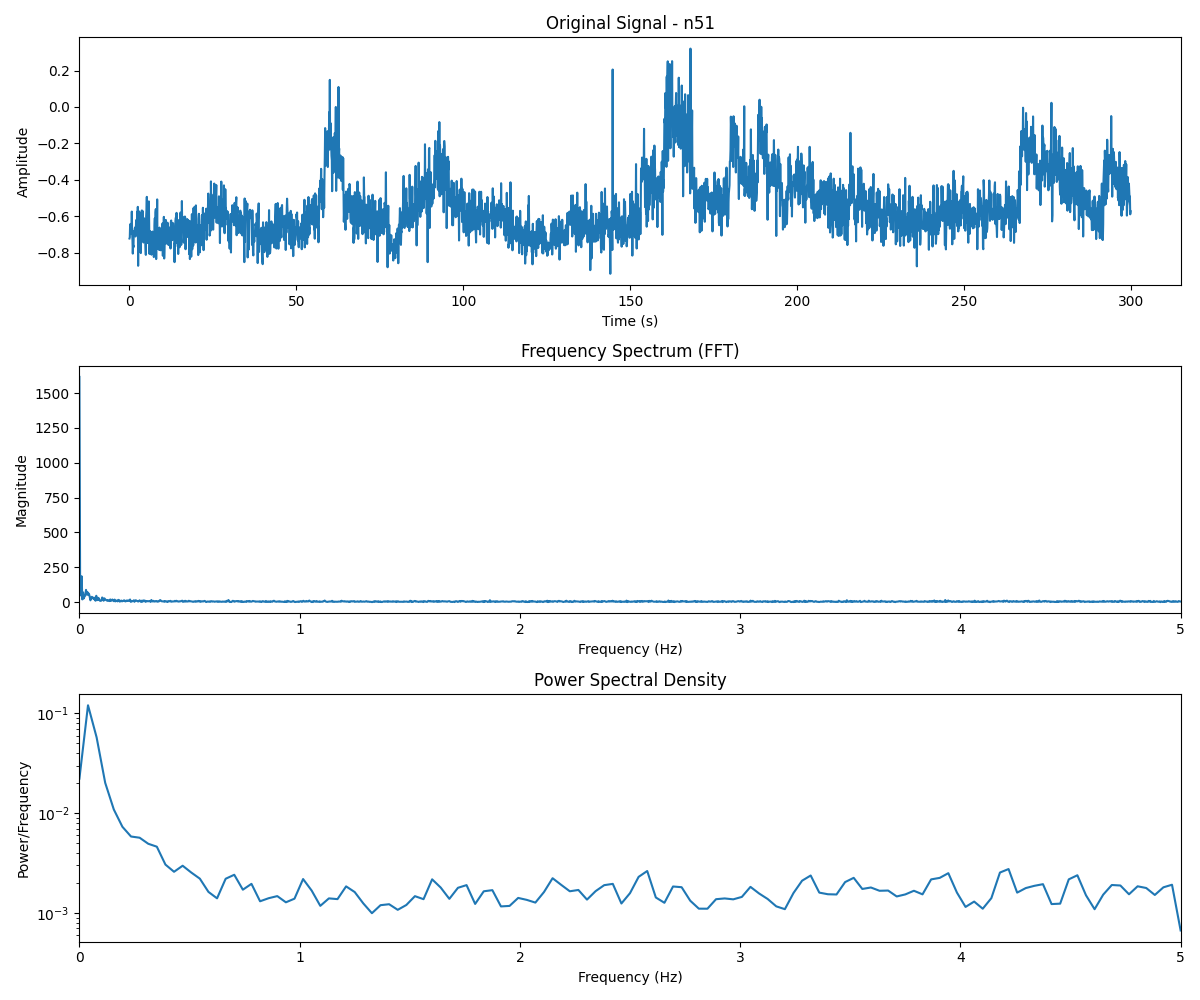 Original Signal - n51
0.2
0.0
−0.2
−0.4
−0.6
−0.8
Amplitude
0 50 100 150 200 250 300
Time (s)
Frequency Spectrum (FFT)
1500
1250
1000
750
500
250
0
Magnitude
0 1 2 3 4 5
Frequency (Hz)
Power Spectral Density
10⁻¹
10⁻²
10⁻³
Power/Frequency
0 1 2 3 4 5
Frequency (Hz)